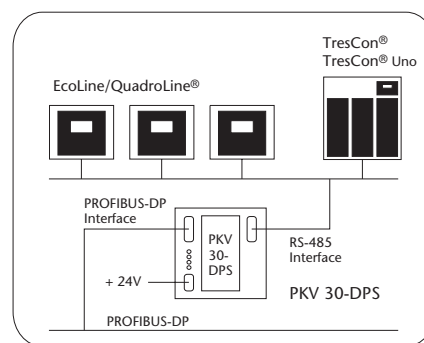 TresCon®
TresCon® Uno
EcoLine/QuadroLine®
PROFIBUS-DP
Interface
PKV
30-
DPS
RS-485
Interface
+ 24V
PKV 30-DPS
PROFIBUS-DP